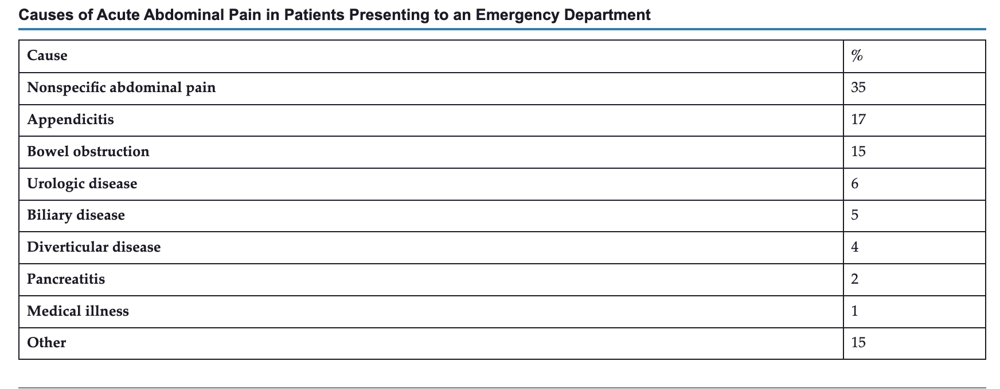 Causes of Acute Abdominal Pain in Patients Presenting to an Emergency Department
Cause %
Nonspecific abdominal pain 35
Appendicitis 17
Bowel obstruction 15
Urologic disease 6
Biliary disease 5
Diverticular disease 4
Pancreatitis 2
Medical illness 1
Other 15